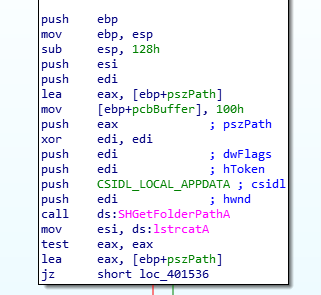 push    ebp
mov     ebp, esp
sub     esp, 128h
push    esi
push    edi
lea     eax, [ebp+pszPath]
mov     [ebp+pcbBuffer], 100h
push    eax             ; pszPath
xor     edi, edi
push    edi             ; dwFlags
push    edi             ; hToken
push    CSIDL_LOCAL_APPDATA ; csidl
push    edi             ; hwnd
call    ds:SHGetFolderPathA
mov     esi, ds:lstrcatA
test    eax, eax
lea     eax, [ebp+pszPath]
jz      short loc_401536